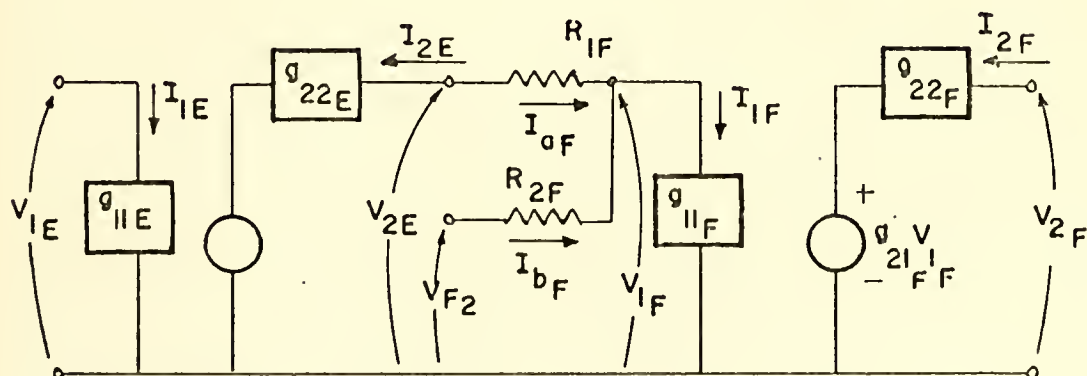 I1E
V1E
g11E
g22E
I2E
V2E
R1F
IaF
R2F
IbF
VF2
V1F
I1F
g11F
g22F
I2F
+
g21F V1F
−
V2F